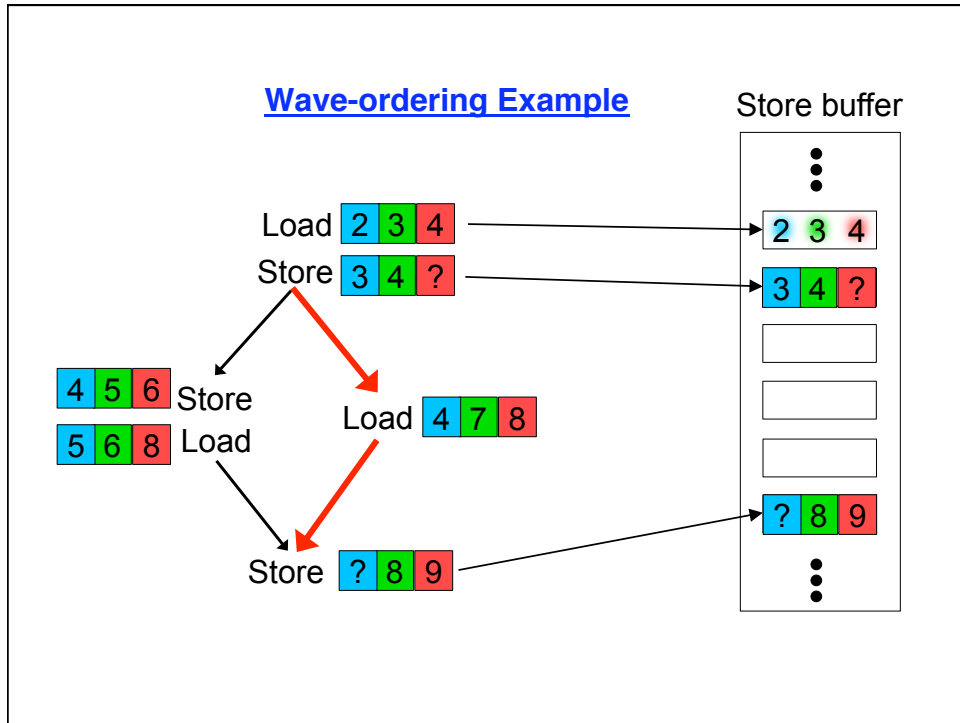 Wave-ordering Example
Store buffer
Load 2 3 4
2 3 4
Store 3 4 ?
3 4 ?
4 5 6 Store
Load 4 7 8
5 6 8 Load
? 8 9
Store ? 8 9